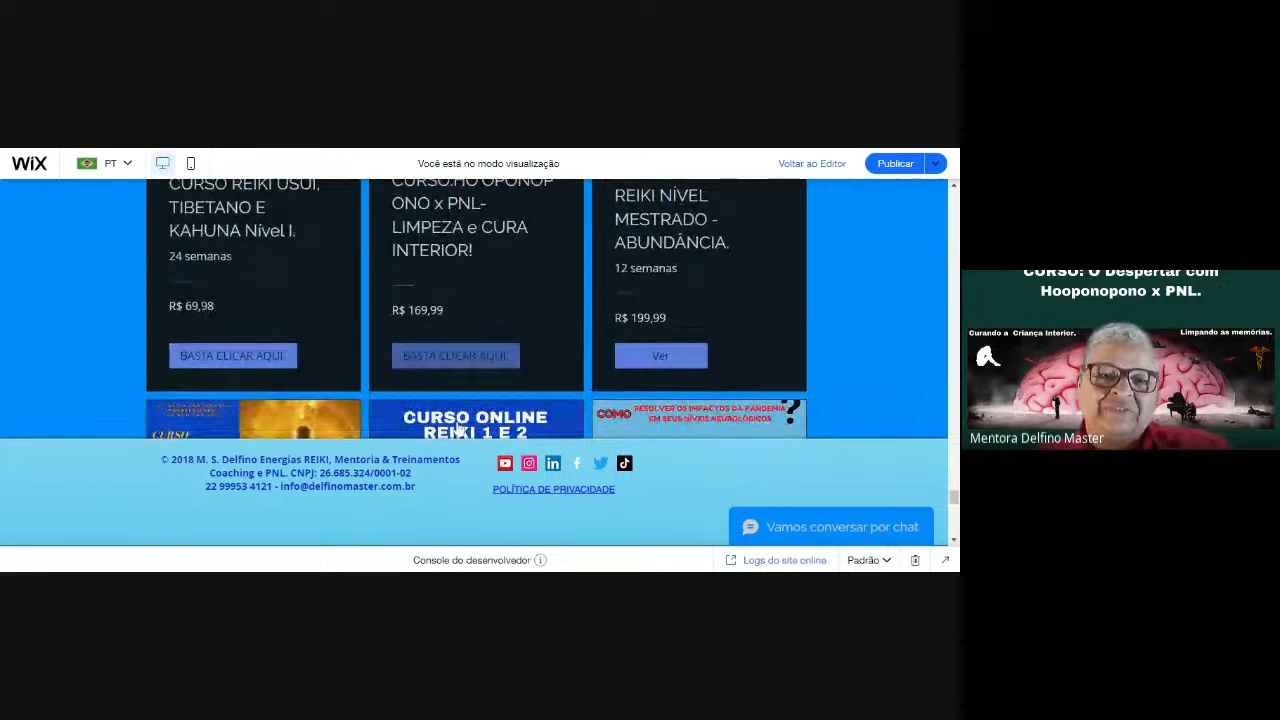 WiX
PT
Você está no modo visualização
Voltar ao Editor
Publicar
CURSO REIKI USUI,
TIBETANO E
KAHUNA Nível I.
24 semanas
R$ 69,98
BASTA CLICAR AQUI.
CURSO:HO'OPONOP
ONO x PNL-
LIMPEZA e CURA
INTERIOR!
R$ 169,99
BASTA CLICAR AQUI.
REIKI NÍVEL
MESTRADO -
ABUNDÂNCIA.
12 semanas
R$ 199,99
Ver
CURSO
CURSO ONLINE
REIKI 1 E 2
COMO RESOLVER OS IMPACTOS DA PANDEMIA
EM SEUS NÍVEIS NEUROLÓGICOS ?
© 2018 M. S. Delfino Energias REIKI, Mentoria & Treinamentos
Coaching e PNL. CNPJ: 26.685.324/0001-02
22 99953 4121 - info@delfinomaster.com.br
POLÍTICA DE PRIVACIDADE
Vamos conversar por chat
Console do desenvolvedor
Logs do site online
Padrão
CURSO: O Despertar com
Hooponopono x PNL.
Curando a Criança Interior.
Limpando as memórias.
Mentora Delfino Master